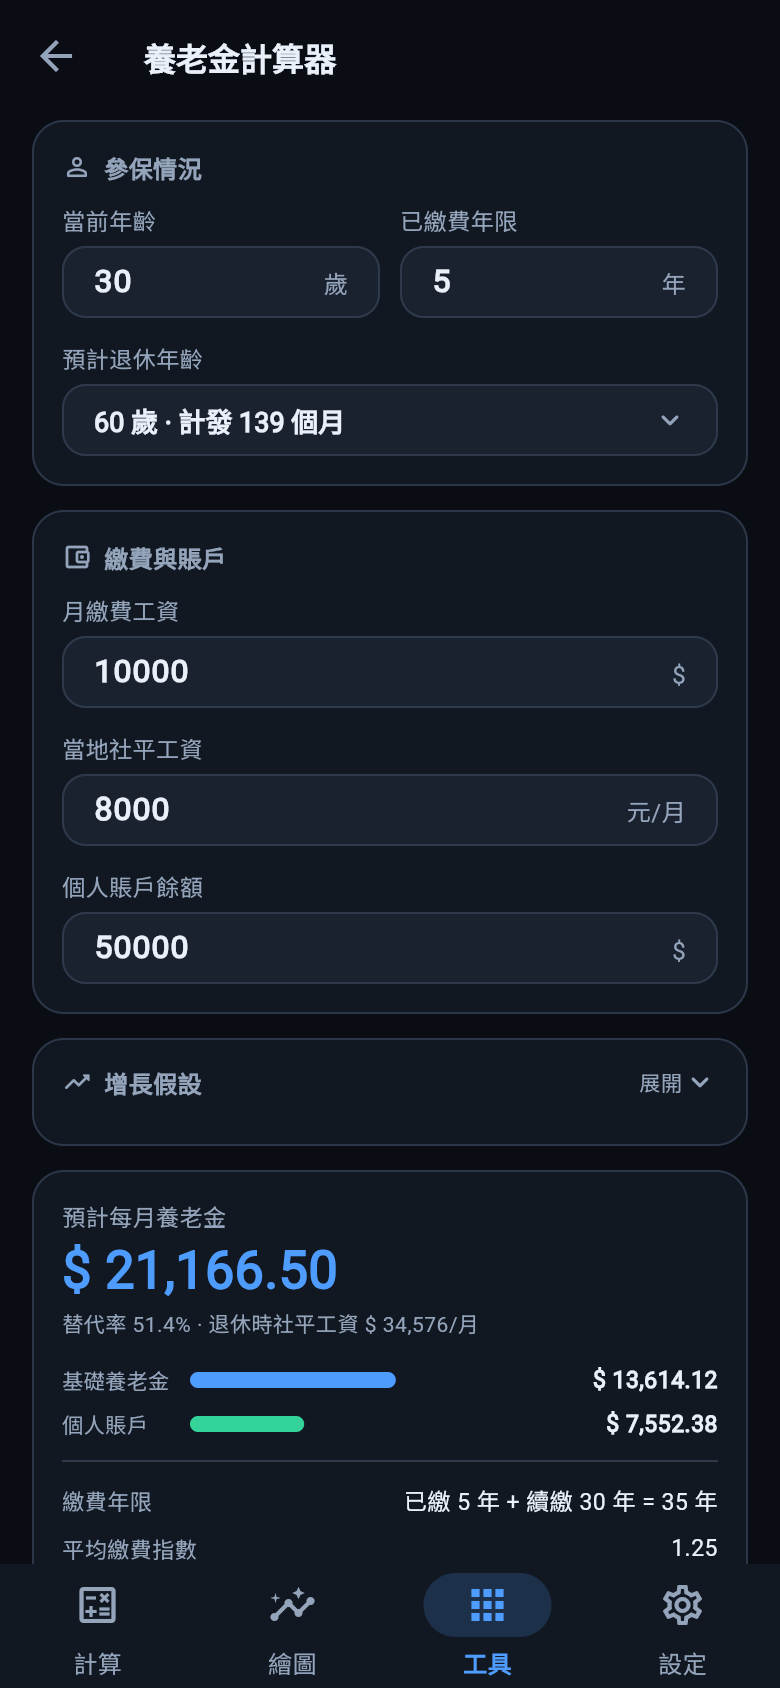 養老金計算器
參保情況
當前年齡
已繳費年限
30 歲
5 年
預計退休年齡
60 歲 · 計發 139 個月
繳費與賬戶
月繳費工資
10000 $
當地社平工資
8000 元/月
個人賬戶餘額
50000 $
增長假設 展開
預計每月養老金
$ 21,166.50
替代率 51.4% · 退休時社平工資 $ 34,576/月
基礎養老金 $ 13,614.12
個人賬戶 $ 7,552.38
繳費年限 已繳 5 年 + 續繳 30 年 = 35 年
平均繳費指數 1.25
計算 繪圖 工具 設定